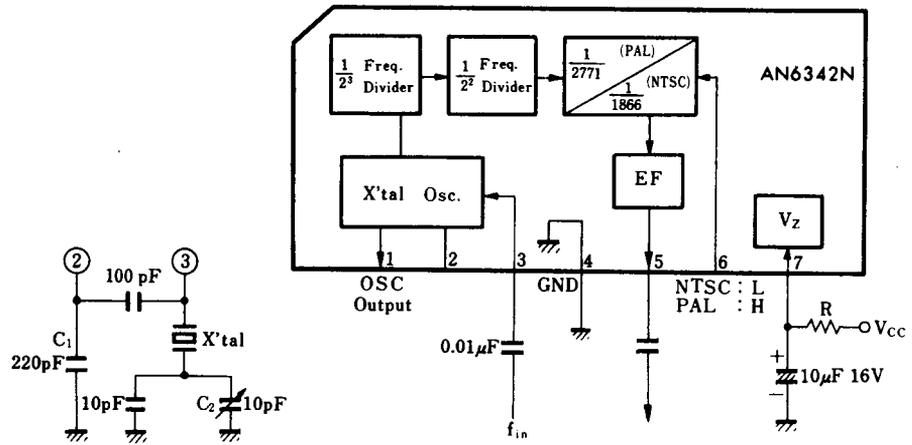 AN6342N
1/2³ Freq. Divider
1/2² Freq. Divider
1/2771 (PAL)
1/1866 (NTSC)
X'tal Osc.
EF
VZ
1 2 3 4 5 6 7
OSC
Output
GND
NTSC : L
PAL : H
R
VCC
0.01µF
fin
+
10µF 16V
−
2 3
100 pF
C1
220pF
X'tal
10pF
C2
10pF